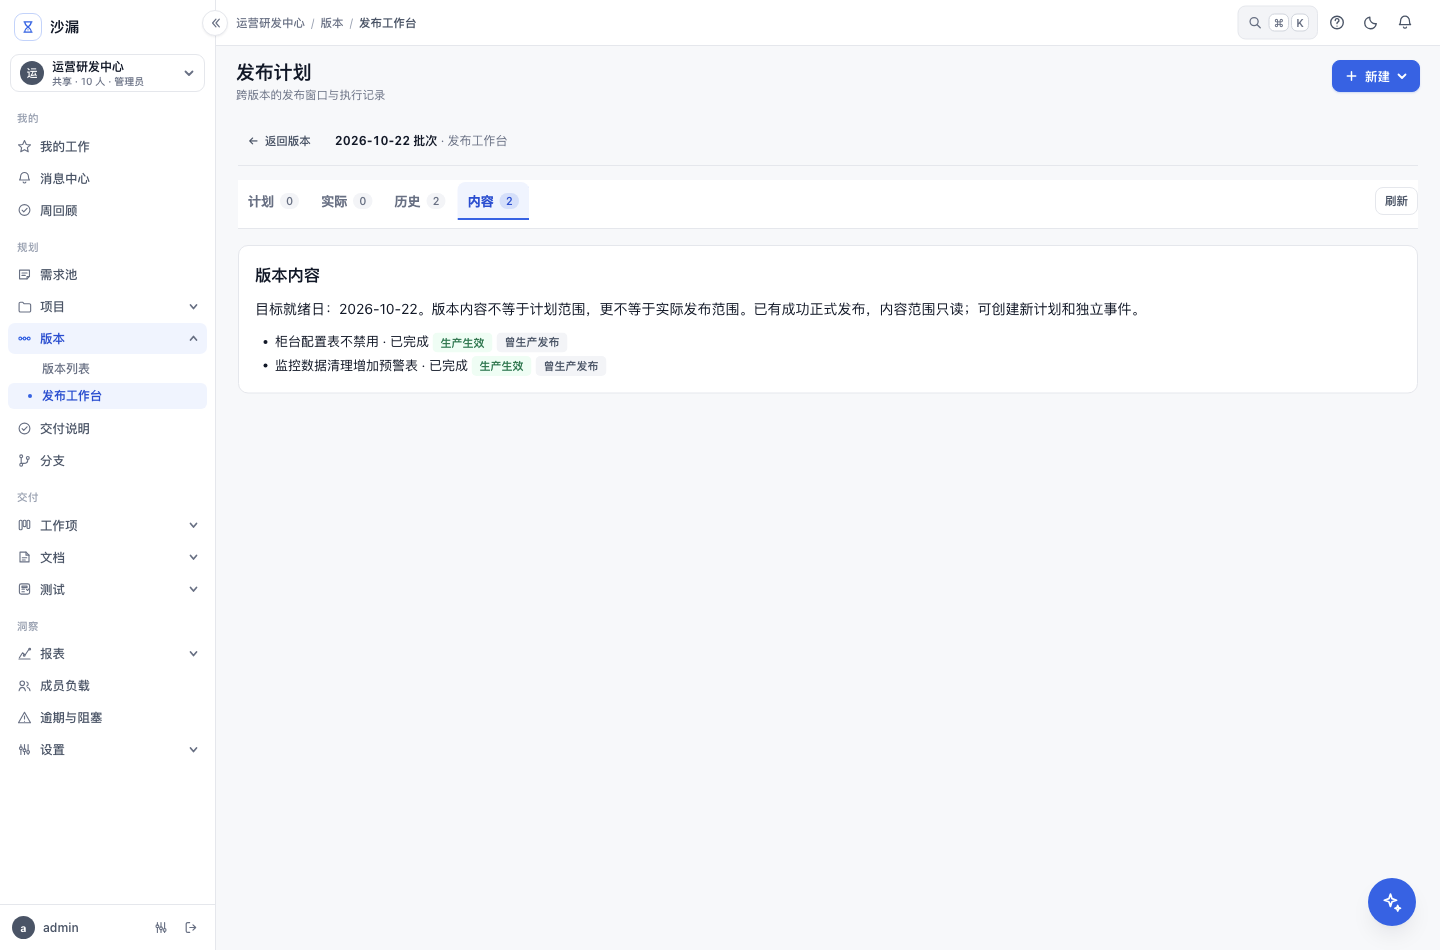 沙漏
运营研发中心 / 版本 / 发布工作台
⌘ K
运
运营研发中心
共享 · 10 人 · 管理员
我的
我的工作
消息中心
周回顾
规划
需求池
项目
版本
版本列表
发布工作台
交付说明
分支
交付
工作项
文档
测试
洞察
报表
成员负载
逾期与阻塞
设置
a admin
发布计划
跨版本的发布窗口与执行记录
新建
返回版本
2026-10-22 批次 · 发布工作台
计划 0 实际 0 历史 2 内容 2
刷新
版本内容
目标就绪日：2026-10-22。版本内容不等于计划范围，更不等于实际发布范围。已有成功正式发布，内容范围只读；可创建新计划和独立事件。
• 柜台配置表不禁用 · 已完成 生产生效 曾生产发布
• 监控数据清理增加预警表 · 已完成 生产生效 曾生产发布